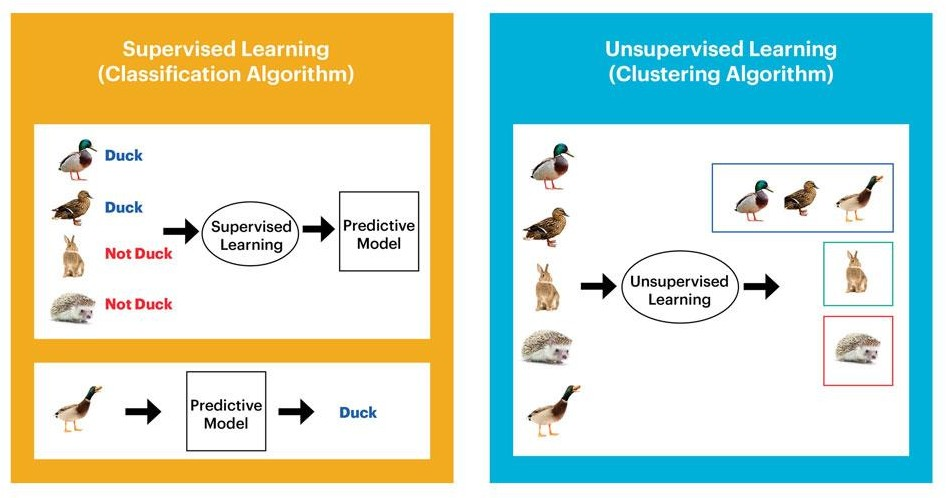 Supervised Learning
(Classification Algorithm)
Duck
Duck
Not Duck
Not Duck
Supervised
Learning
Predictive
Model
Predictive
Model
Duck
Unsupervised Learning
(Clustering Algorithm)
Unsupervised
Learning